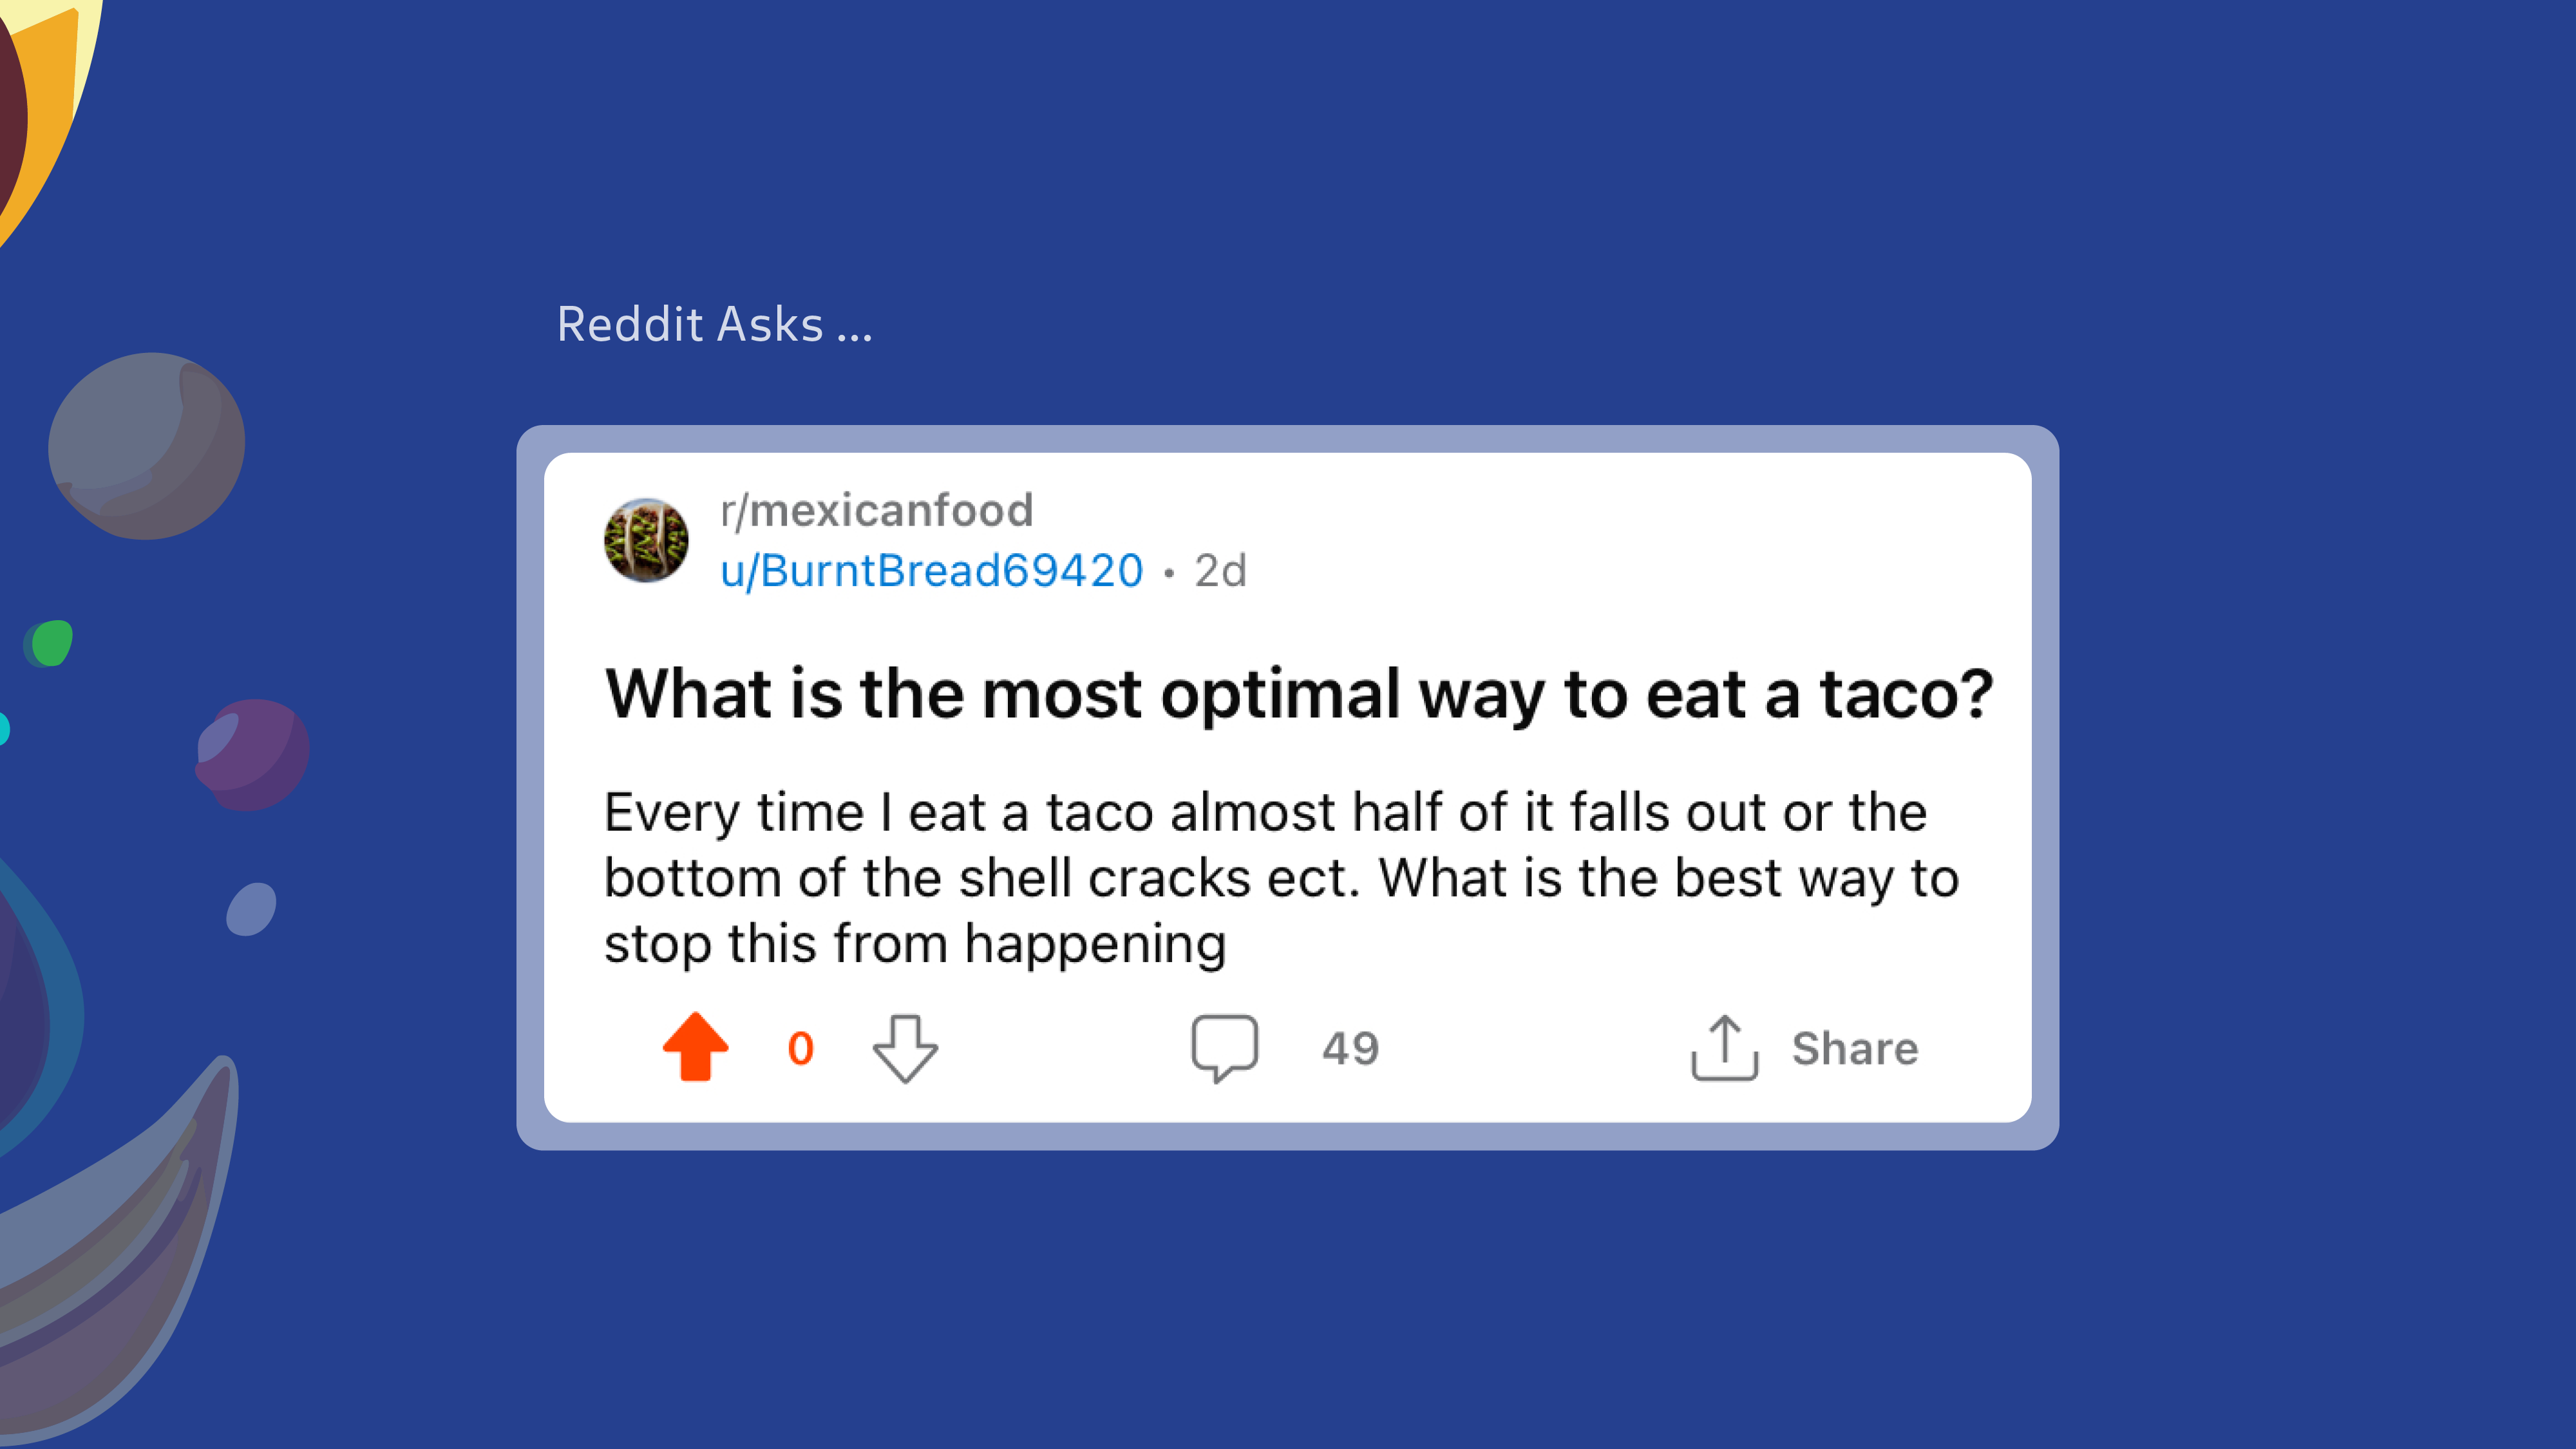 Reddit Asks ...
r/mexicanfood
u/BurntBread69420 • 2d
What is the most optimal way to eat a taco?
Every time I eat a taco almost half of it falls out or the
bottom of the shell cracks ect. What is the best way to
stop this from happening
0 49 Share